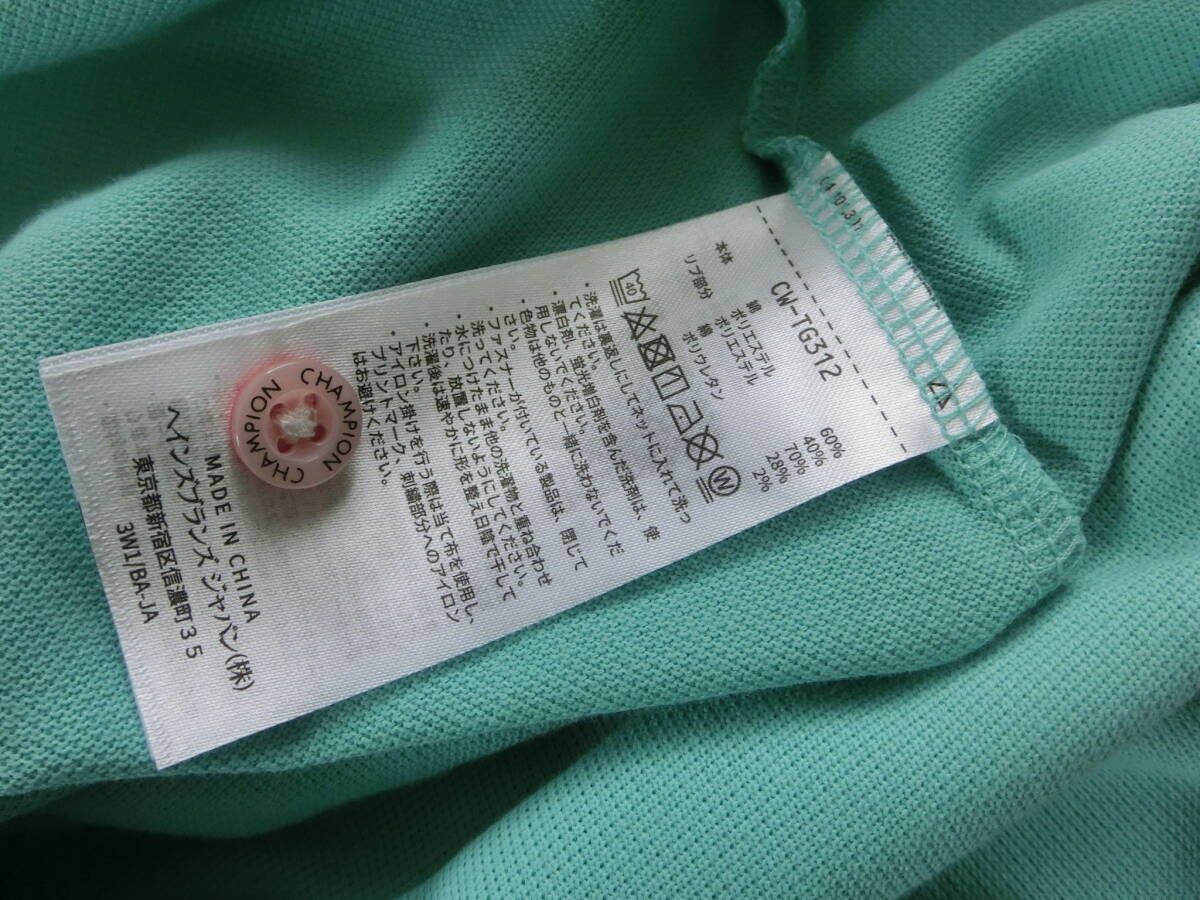 CW-TG312
本体 綿 60%
ポリエステル 40%
リブ部分 綿 70%
ポリエステル 28%
ポリウレタン 2%
40
W
・洗濯は裏返しにしてネットに入れて洗っ
てください。
・漂白剤、蛍光増白剤を含んだ洗剤は、使
用しないでください。
・色物は他のものと一緒に洗わないでくだ
さい。
・ファスナーが付いている製品は、閉じて
洗ってください。
・水につけたまま他の洗濯物と重ね合わせ
たり、放置しないようにしてください。
・洗濯後は速やかに形を整え日陰で干して
下さい。
・アイロン掛けを行う際は当て布を使用し、
プリントマーク、刺繍部分へのアイロン
はお避けください。
CHAMPION
CHAMPION
MADE IN CHINA
ヘインズブランズ ジャパン(株)
東京都新宿区信濃町35
3W1/BA-JA